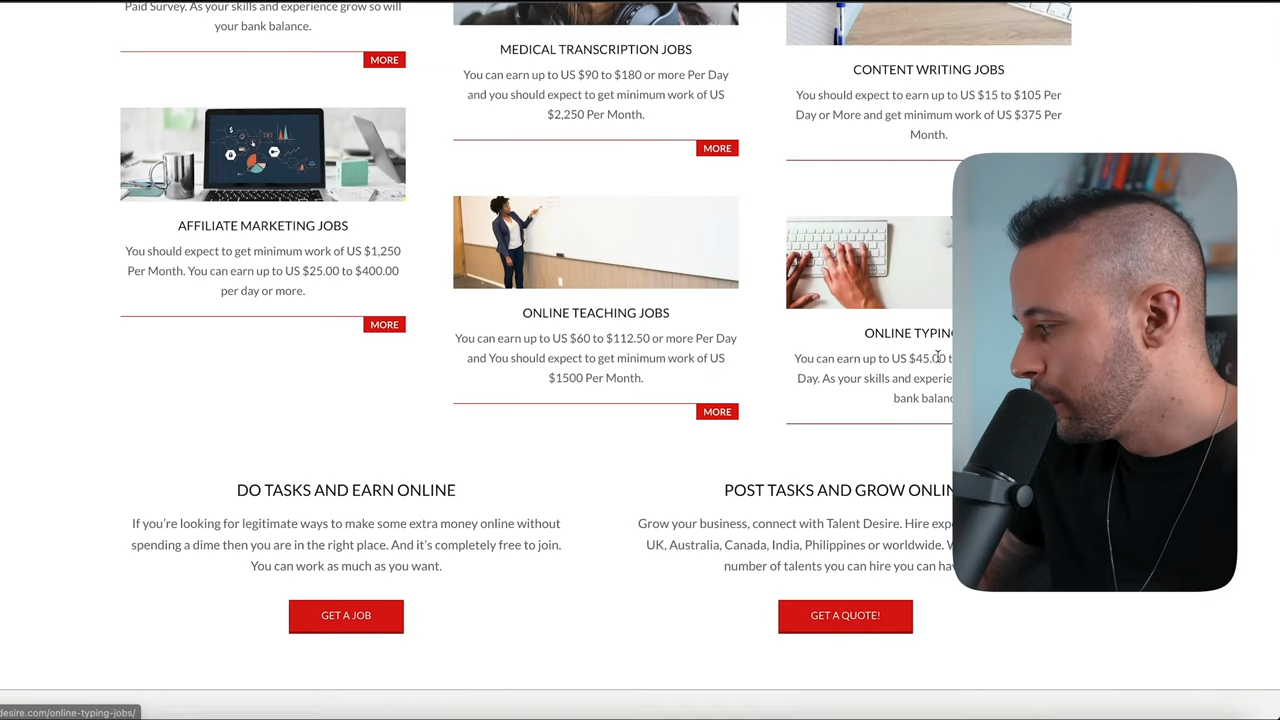 Paid Survey. As your skills and experience grow so will
your bank balance.
MORE
AFFILIATE MARKETING JOBS
You should expect to get minimum work of US $1,250
Per Month. You can earn up to US $25.00 to $400.00
per day or more.
MORE
MEDICAL TRANSCRIPTION JOBS
You can earn up to US $90 to $180 or more Per Day
and you should expect to get minimum work of US
$2,250 Per Month.
MORE
ONLINE TEACHING JOBS
You can earn up to US $60 to $112.50 or more Per Day
and You should expect to get minimum work of US
$1500 Per Month.
MORE
CONTENT WRITING JOBS
You should expect to earn up to US $15 to $105 Per
Day or More and get minimum work of US $375 Per
Month.
ONLINE
You can earn up to US $45.00
Day. As your skills and
bank
DO TASKS AND EARN ONLINE
If you’re looking for legitimate ways to make some extra money online without
spending a dime then you are in the right place. And it’s completely free to join.
You can work as much as you want.
GET A JOB
POST TASKS AND GROW
Grow your business, connect with Talent Desire. Hire
UK, Australia, Canada, India, Philippines or worldwide.
number of talents you can hire you can
GET A QUOTE!
desire.com/online-typing-jobs/